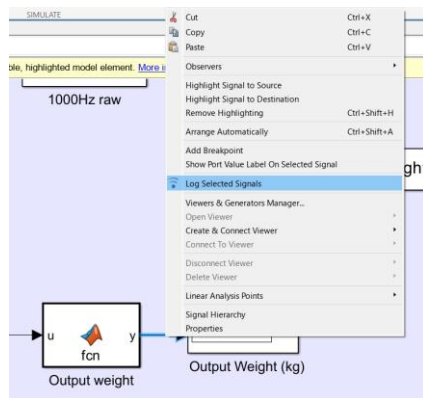 SIMULATE
ble, highlighted model element. More i
1000Hz raw
Cut Ctrl+X
Copy Ctrl+C
Paste Ctrl+V
Observers
Highlight Signal to Source
Highlight Signal to Destination
Remove Highlighting Ctrl+Shift+H
Arrange Automatically Ctrl+Shift+A
Add Breakpoint
Show Port Value Label On Selected Signal
Log Selected Signals
Viewers & Generators Manager...
Open Viewer
Create & Connect Viewer
Connect To Viewer
Disconnect Viewer
Delete Viewer
Linear Analysis Points
Signal Hierarchy
Properties
gh
u y
fcn
Output weight
Output Weight (kg)